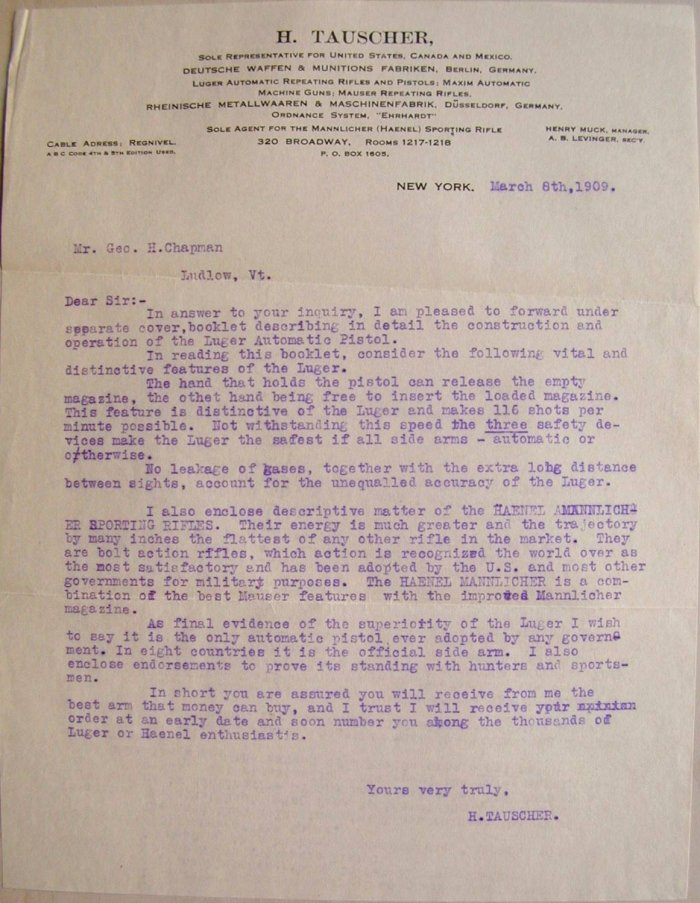 H. TAUSCHER,
SOLE REPRESENTATIVE FOR UNITED STATES, CANADA AND MEXICO.
DEUTSCHE WAFFEN & MUNITIONS FABRIKEN, BERLIN, GERMANY.
LUGER AUTOMATIC REPEATING RIFLES AND PISTOLS; MAXIM AUTOMATIC
MACHINE GUNS; MAUSER REPEATING RIFLES.
RHEINISCHE METALLWAAREN & MASCHINENFABRIK, DÜSSELDORF, GERMANY.
ORDNANCE SYSTEM, "EHRHARDT"
SOLE AGENT FOR THE MANNLICHER (HAENEL) SPORTING RIFLE
HENRY MUCK, MANAGER,
A. B. LEVINGER, SEC'Y.
CABLE ADRESS; REGNIVEL.
A B C CODE 4TH & 5TH EDITION USED.
320 BROADWAY, ROOMS 1217-1218
P. O. BOX 1605,
NEW YORK. March 8th,1909.
Mr. Geo. H.Chapman
Ludlow, Vt.
Dear Sir:-
In answer to your inquiry, I am pleased to forward under
separate cover,booklet describing in detail the construction and
operation of the Luger Automatic Pistol.
In reading this booklet, consider the following vital and
distinctive features of the Luger.
The hand that holds the pistol can release the empty
magazine, the othet hand being free to insert the loaded magazine.
This feature is distinctive of the Luger and makes 116 shots per
minute possible. Not withstanding this speed the three safety de-
vices make the Luger the safest if all side arms - automatic or
otherwise.
No leakage of gases, together with the extra long distance
between sights, account for the unequalled accuracy of the Luger.
I also enclose descriptive matter of the HAENEL MANNLICH-
ER SPORTING RIFLES. Their energy is much greater and the trajectory
by many inches the flattest of any other rifle in the market. They
are bolt action rifles, which action is recognized the world over as
the most satisfactory and has been adopted by the U.S. and most other
governments for military purposes. The HAENEL MANNLICHER is a com-
bination of the best Mauser features with the improved Mannlicher
magazine.
As final evidence of the superiority of the Luger I wish
to say it is the only automatic pistol ever adopted by any govern-
ment. In eight countries it is the official side arm. I also
enclose endorsements to prove its standing with hunters and sports-
men.
In short you are assured you will receive from me the
best arm that money can buy, and I trust I will receive your
order at an early date and soon number you among the thousands of
Luger or Haenel enthusiasts.
Yours very truly,
H.TAUSCHER.